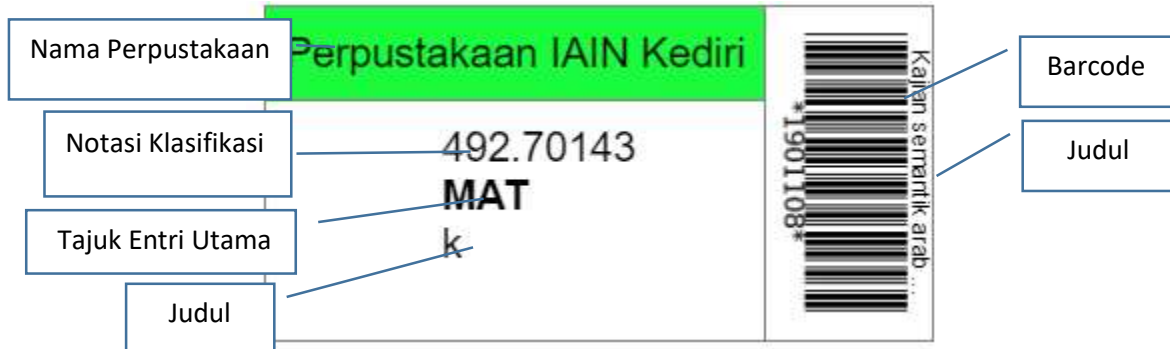 Nama Perpustakaan
Perpustakaan IAIN Kediri
Notasi Klasifikasi
492.70143
MAT
Tajuk Entri Utama
k
Judul
*1901108*
Kajian semantik arab ...
Barcode
Judul